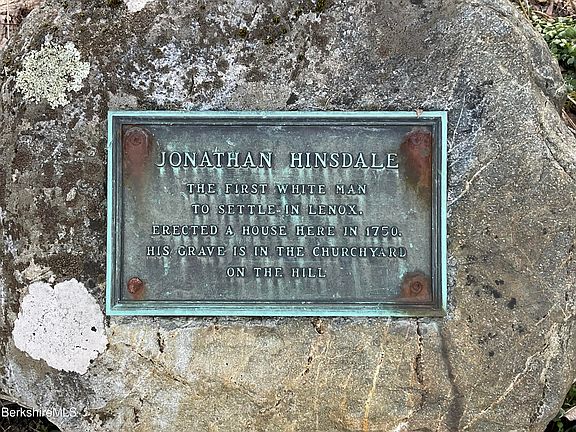 JONATHAN HINSDALE
THE FIRST WHITE MAN
TO SETTLE IN LENOX,
ERECTED A HOUSE HERE IN 1750.
HIS GRAVE IS IN THE CHURCHYARD
ON THE HILL
BerkshireMLS